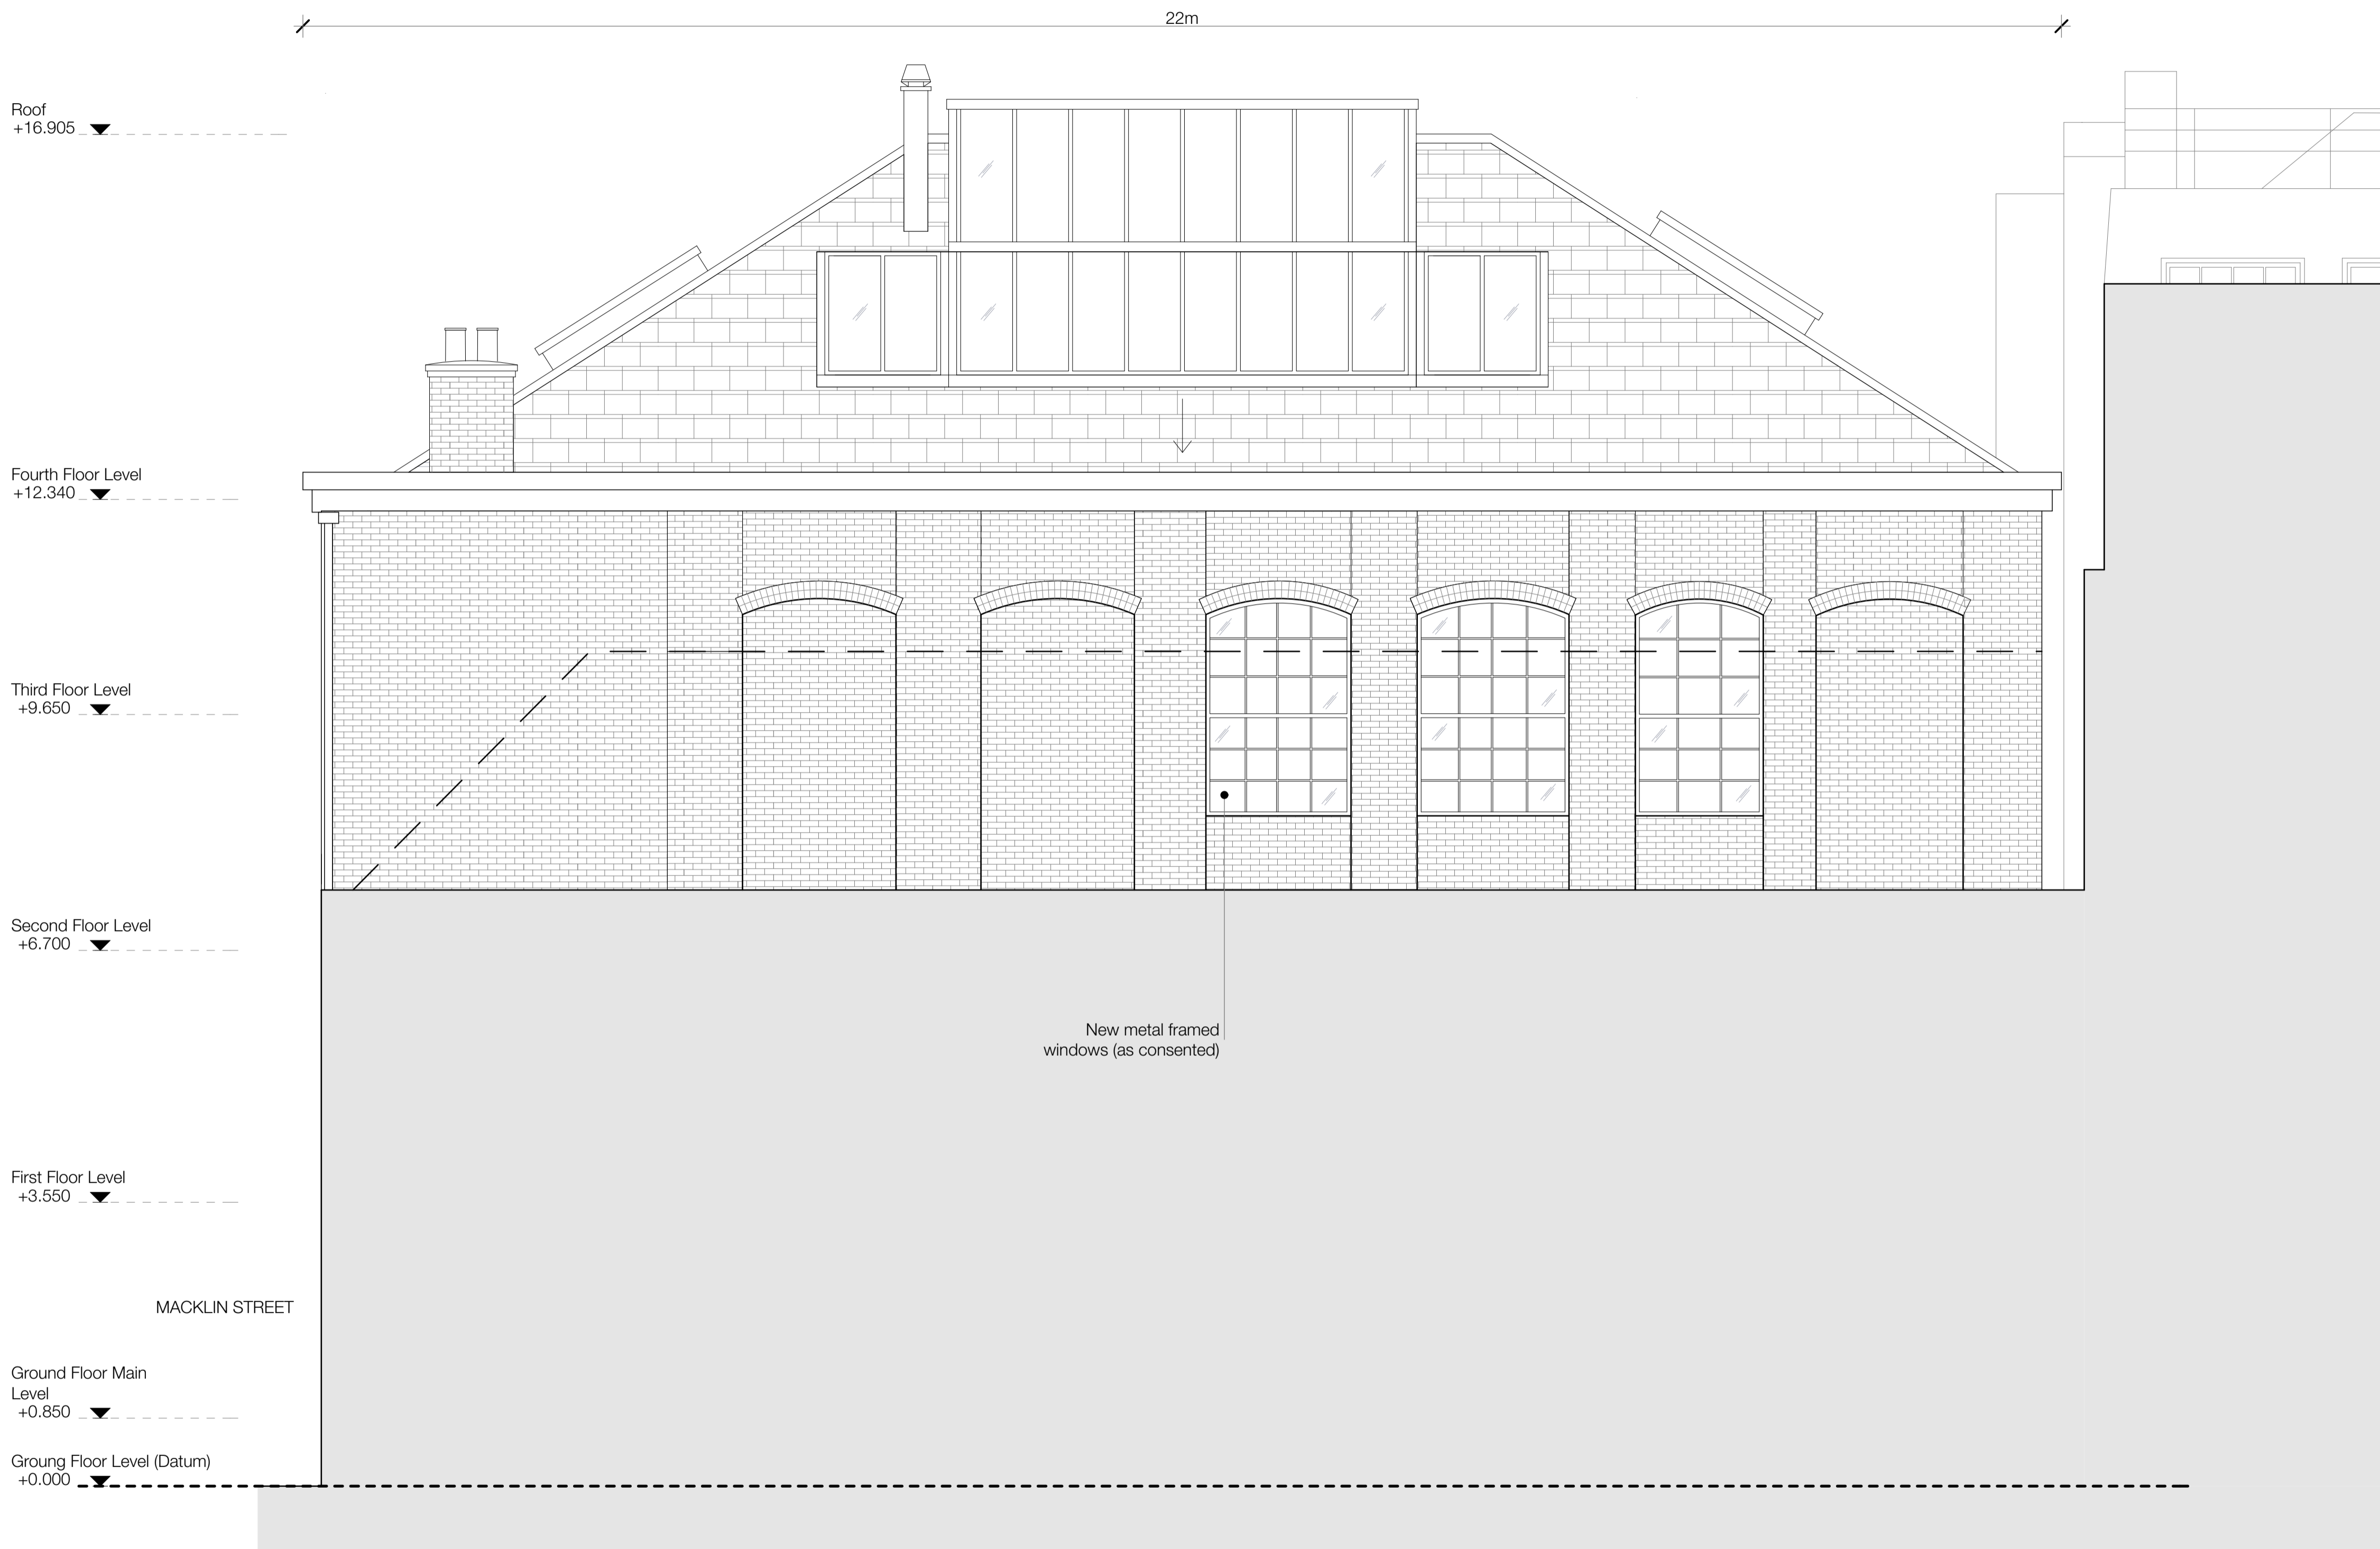 22m
Roof
+16.905
Fourth Floor Level
+12.340
Third Floor Level
+9.650
Second Floor Level
+6.700
New metal framed
windows (as consented)
First Floor Level
+3.550
MACKLIN STREET
Ground Floor Main
Level
+0.850
Groung Floor Level (Datum)
+0.000